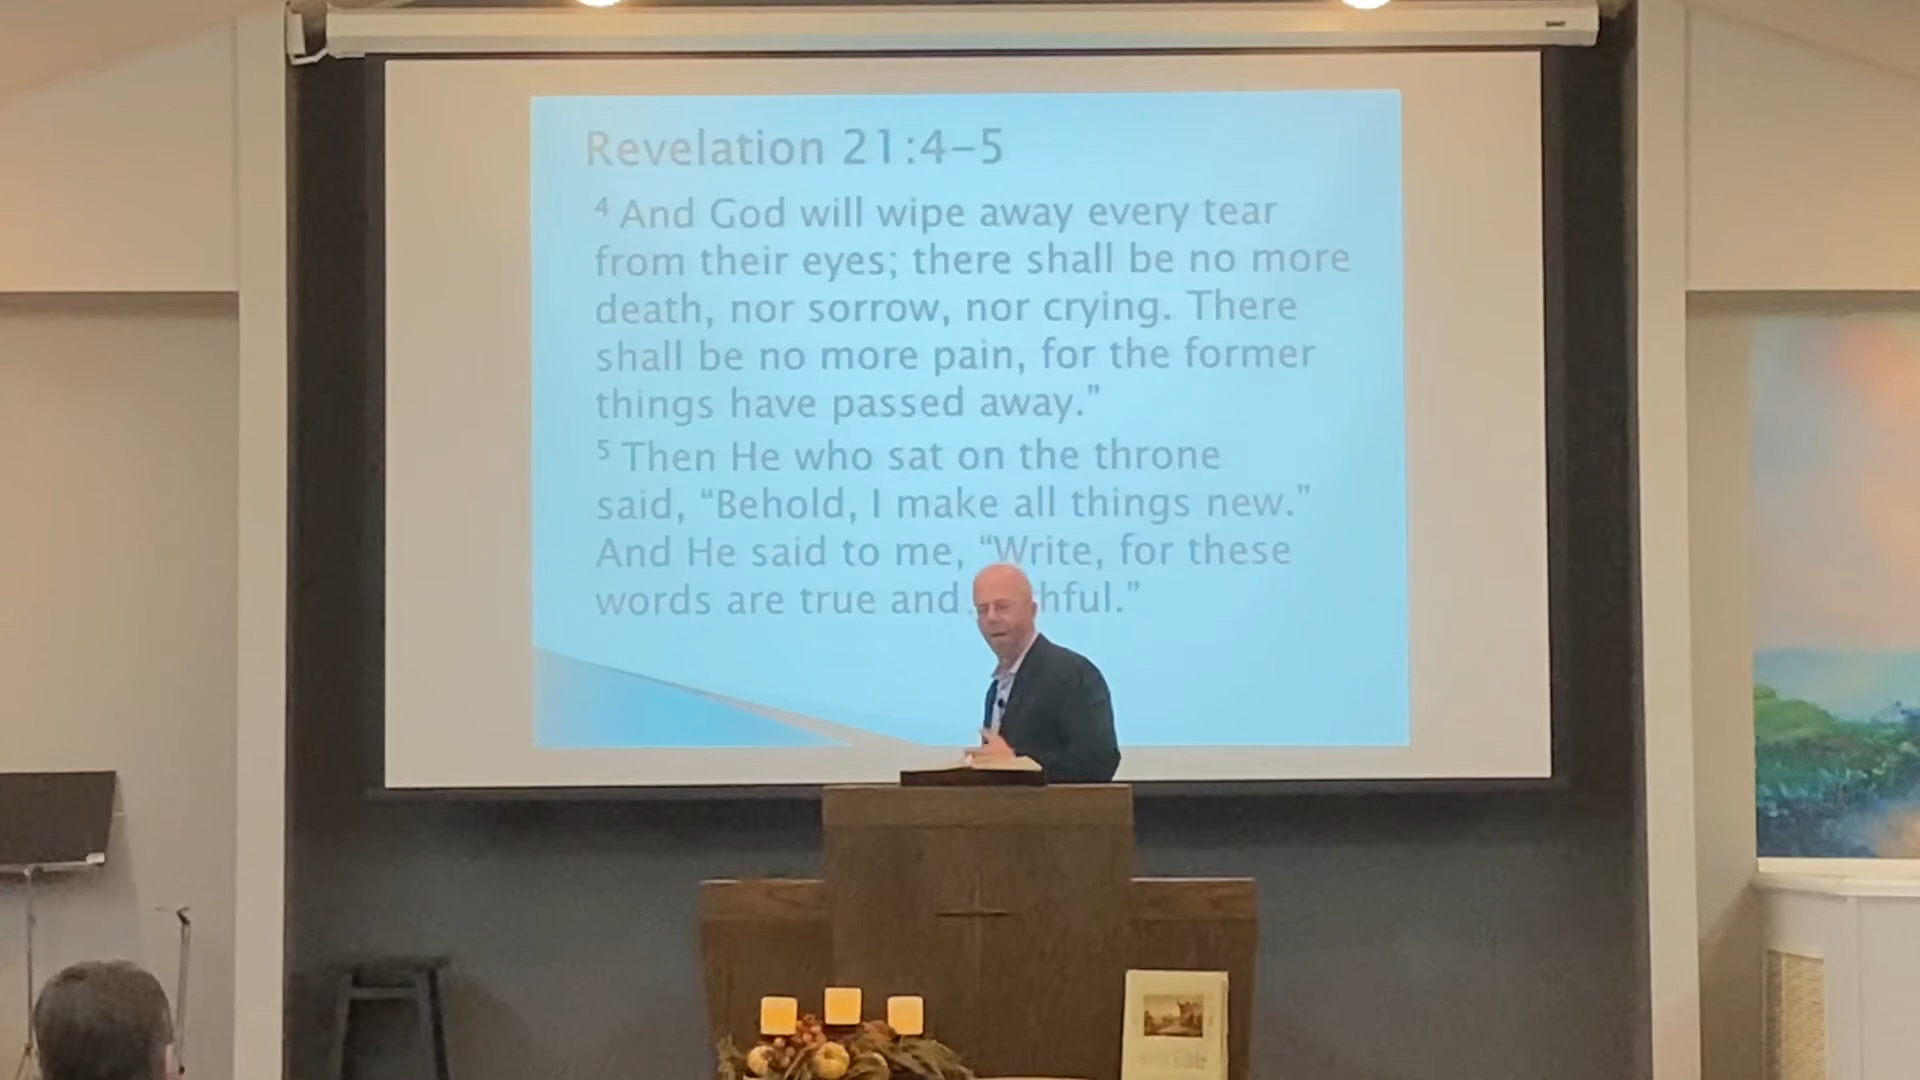 Revelation 21:4–5
4 And God will wipe away every tear
from their eyes; there shall be no more
death, nor sorrow, nor crying. There
shall be no more pain, for the former
things have passed away.”
5 Then He who sat on the throne
said, “Behold, I make all things new.”
And He said to me, “Write, for these
words are true and hful.”